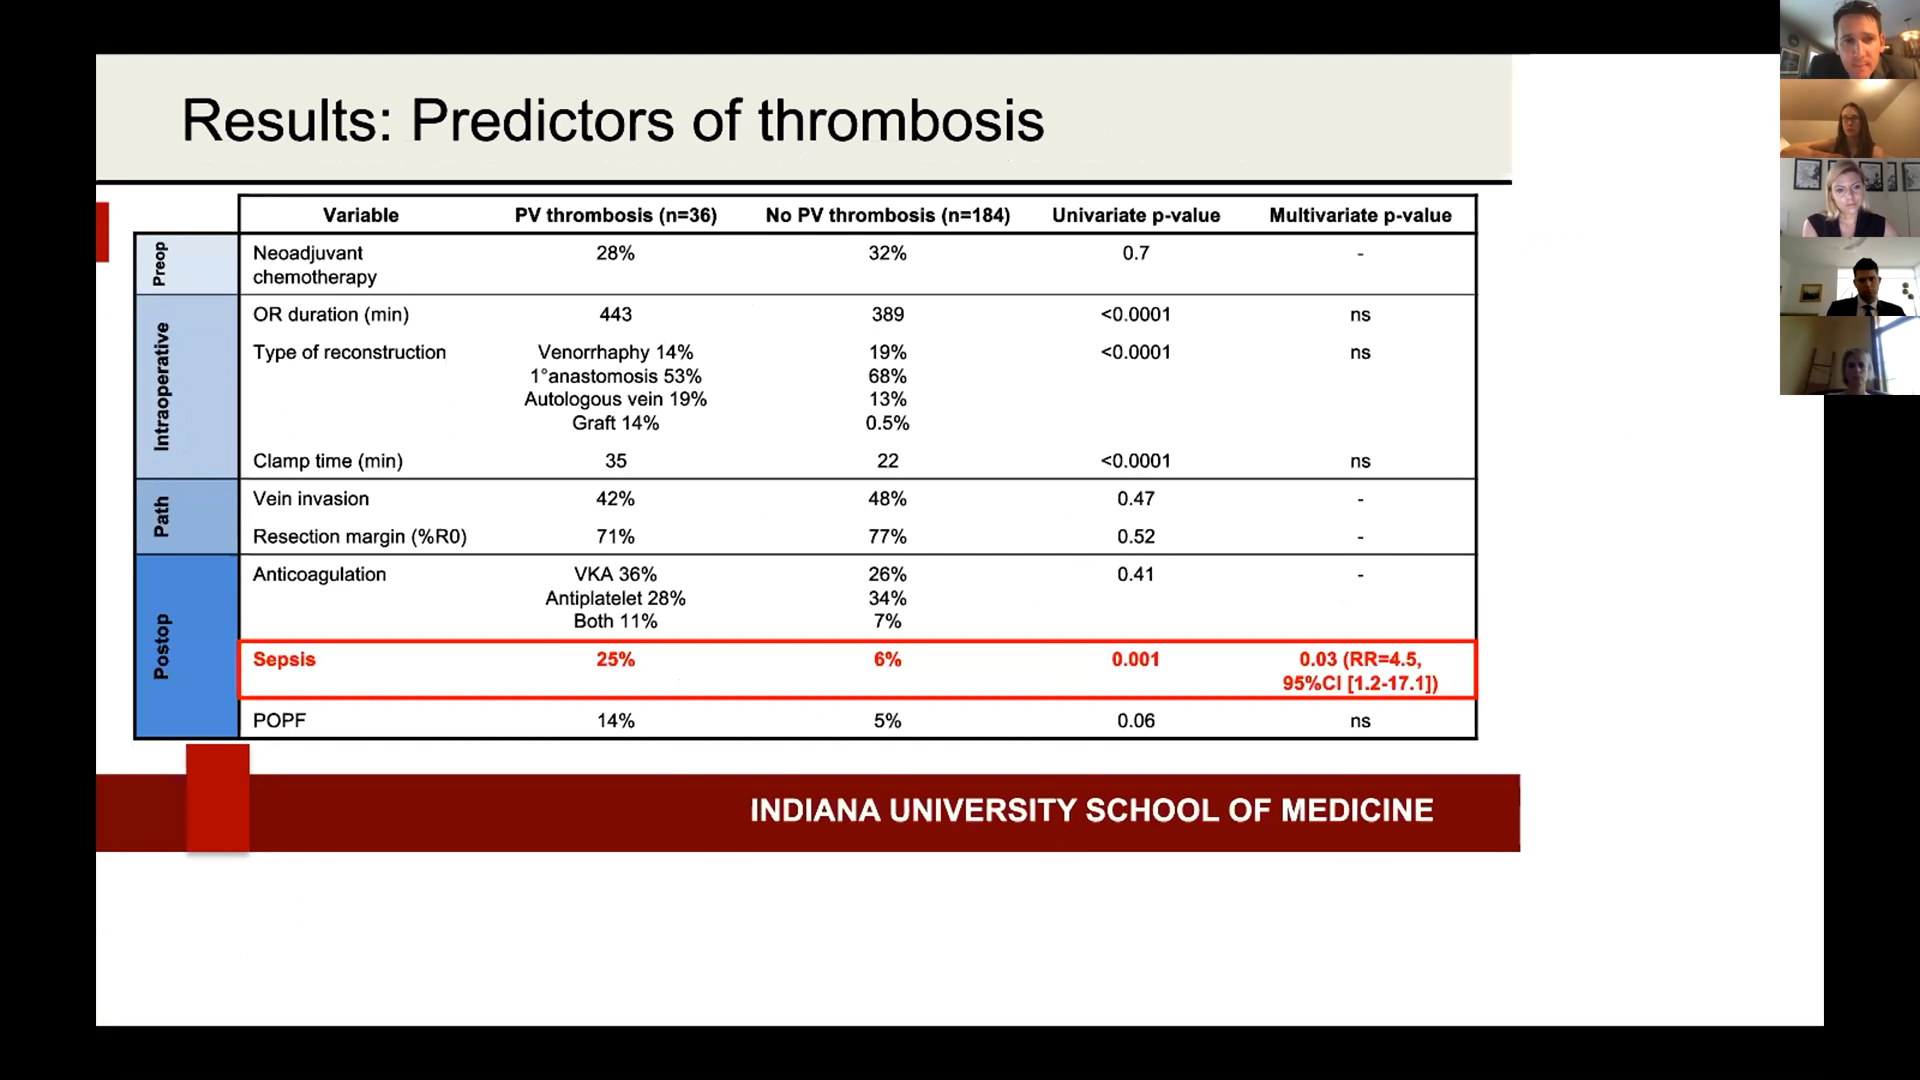 Results: Predictors of thrombosis
Variable PV thrombosis (n=36) No PV thrombosis (n=184) Univariate p-value Multivariate p-value
Preop
Neoadjuvant 28% 32% 0.7 -
chemotherapy
Intraoperative
OR duration (min) 443 389 <0.0001 ns
Type of reconstruction Venorrhaphy 14% 19% <0.0001 ns
1°anastomosis 53% 68%
Autologous vein 19% 13%
Graft 14% 0.5%
Clamp time (min) 35 22 <0.0001 ns
Path
Vein invasion 42% 48% 0.47 -
Resection margin (%R0) 71% 77% 0.52 -
Postop
Anticoagulation VKA 36% 26% 0.41 -
Antiplatelet 28% 34%
Both 11% 7%
Sepsis 25% 6% 0.001 0.03 (RR=4.5,
95%CI [1.2-17.1])
POPF 14% 5% 0.06 ns
INDIANA UNIVERSITY SCHOOL OF MEDICINE